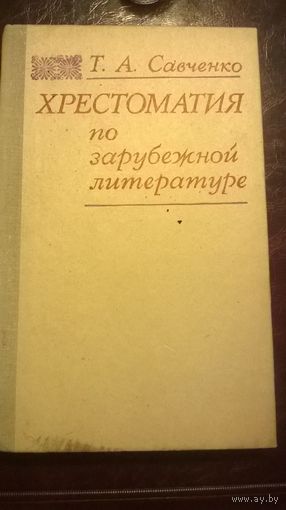 Т. А. Савченко
ХРЕСТОМАТИЯ
по
зарубежной
литературе
www.ay.by